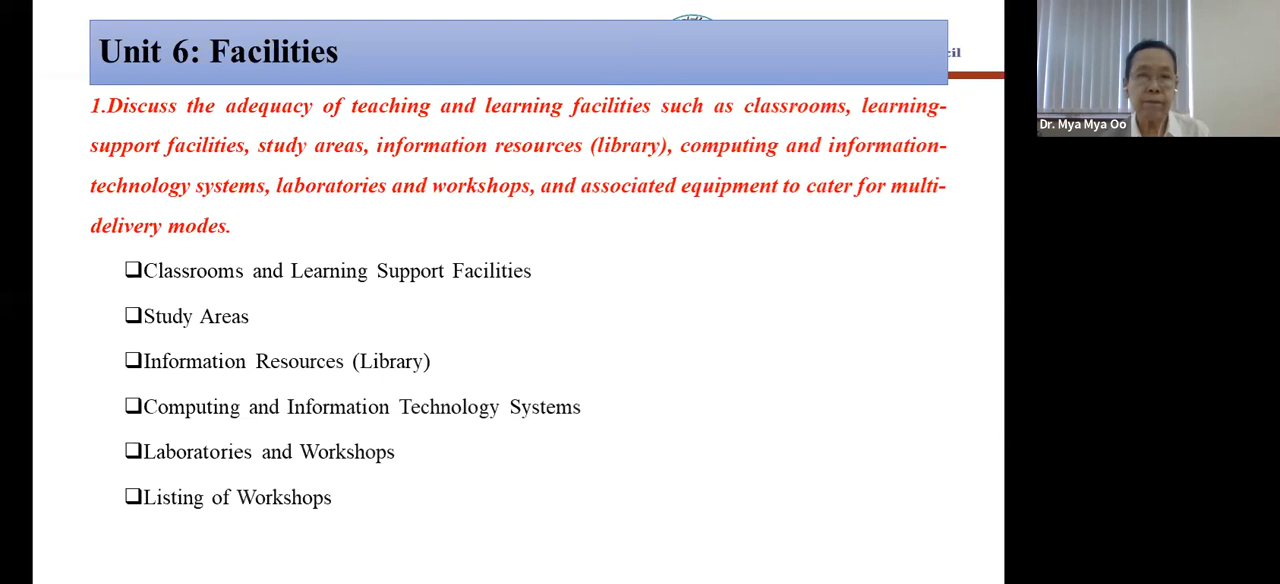 Unit 6: Facilities
cil
1.Discuss the adequacy of teaching and learning facilities such as classrooms, learning-
support facilities, study areas, information resources (library), computing and information-
technology systems, laboratories and workshops, and associated equipment to cater for multi-
delivery modes.
❑Classrooms and Learning Support Facilities
❑Study Areas
❑Information Resources (Library)
❑Computing and Information Technology Systems
❑Laboratories and Workshops
❑Listing of Workshops
Dr. Mya Mya Oo